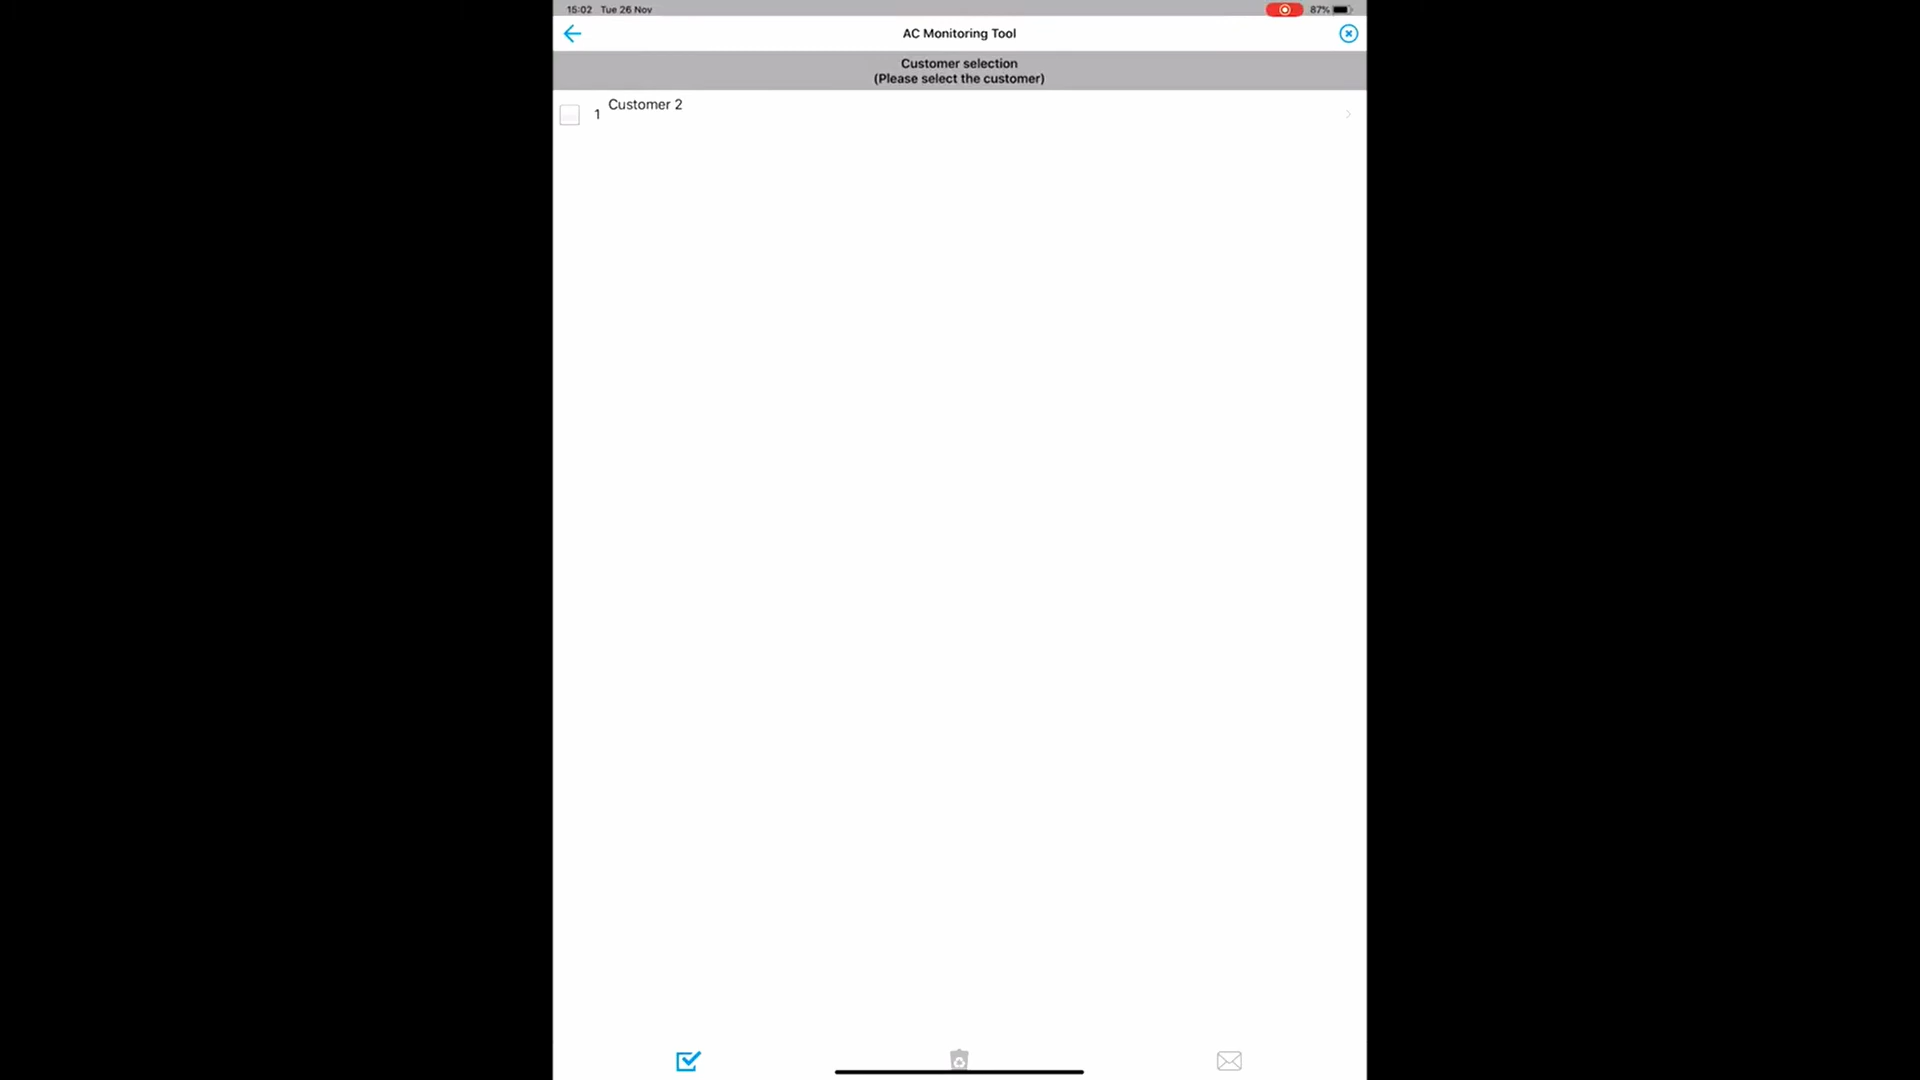 15:02 Tue 26 Nov
87%
AC Monitoring Tool
Customer selection
(Please select the customer)
1 Customer 2